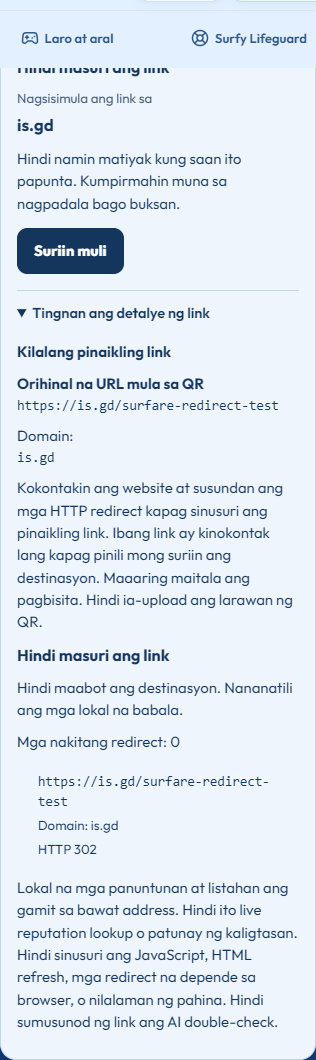 Laro at aral
Surfy Lifeguard
Hindi masuri ang link
Nagsisimula ang link sa
is.gd
Hindi namin matiyak kung saan ito
papunta. Kumpirmahin muna sa
nagpadala bago buksan.
Suriin muli
▼ Tingnan ang detalye ng link
Kilalang pinaikling link
Orihinal na URL mula sa QR
https://is.gd/surfare-redirect-test
Domain:
is.gd
Kokontakin ang website at susundan ang
mga HTTP redirect kapag sinusuri ang
pinaikling link. Ibang link ay kinokontak
lang kapag pinili mong suriin ang
destinasyon. Maaaring maitala ang
pagbisita. Hindi ia-upload ang larawan ng
QR.
Hindi masuri ang link
Hindi maabot ang destinasyon. Nananatili
ang mga lokal na babala.
Mga nakitang redirect: 0
https://is.gd/surfare-redirect-
test
Domain: is.gd
HTTP 302
Lokal na mga panuntunan at listahan ang
gamit sa bawat address. Hindi ito live
reputation lookup o patunay ng kaligtasan.
Hindi sinusuri ang JavaScript, HTML
refresh, mga redirect na depende sa
browser, o nilalaman ng pahina. Hindi
sumusunod ng link ang AI double-check.